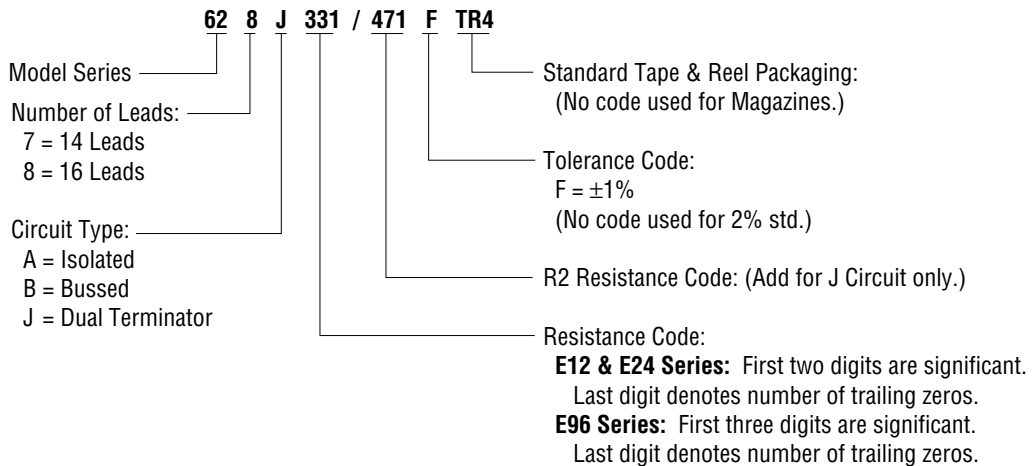 62 8 J 331 / 471 F TR4
Model Series
Number of Leads:
7 = 14 Leads
8 = 16 Leads
Circuit Type:
A = Isolated
B = Bussed
J = Dual Terminator
Standard Tape & Reel Packaging:
(No code used for Magazines.)
Tolerance Code:
F = ±1%
(No code used for 2% std.)
R2 Resistance Code: (Add for J Circuit only.)
Resistance Code:
E12 & E24 Series: First two digits are significant.
Last digit denotes number of trailing zeros.
E96 Series: First three digits are significant.
Last digit denotes number of trailing zeros.